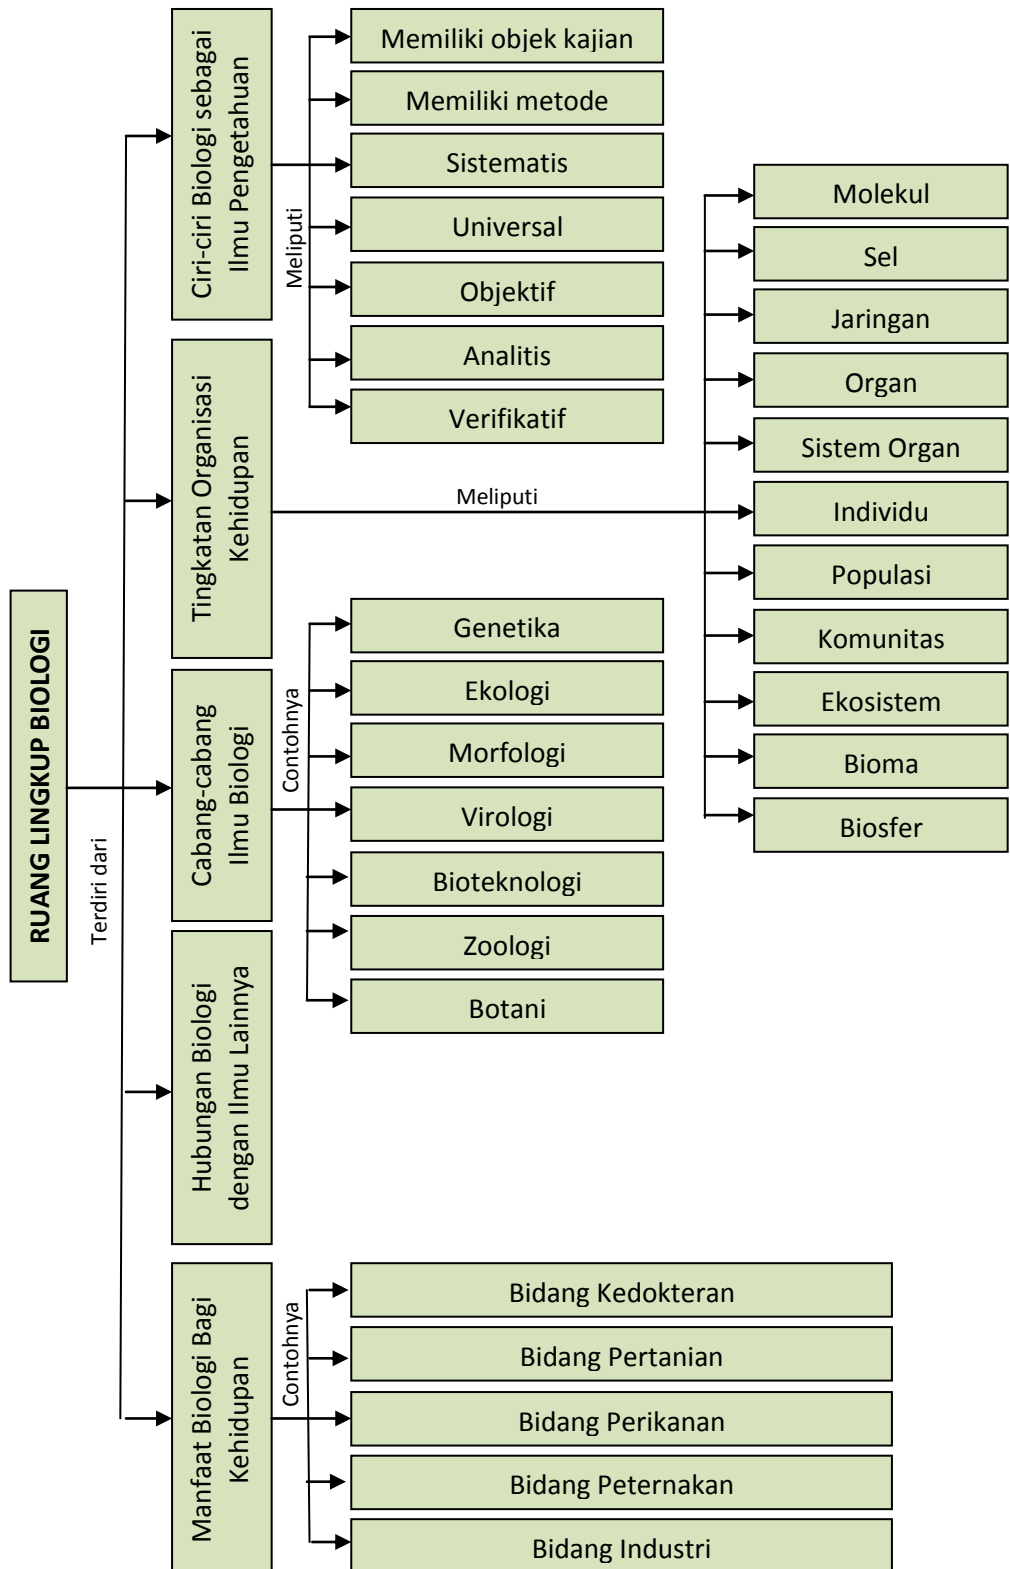 RUANG LINGKUP BIOLOGI
Terdiri dari
Ciri-ciri Biologi sebagai
Ilmu Pengetahuan
Meliputi
Memiliki objek kajian
Memiliki metode
Sistematis
Universal
Objektif
Analitis
Verifikatif
Tingkatan Organisasi
Kehidupan
Meliputi
Molekul
Sel
Jaringan
Organ
Sistem Organ
Individu
Populasi
Komunitas
Ekosistem
Bioma
Biosfer
Cabang-cabang
Ilmu Biologi
Contohnya
Genetika
Ekologi
Morfologi
Virologi
Bioteknologi
Zoologi
Botani
Hubungan Biologi
dengan Ilmu Lainnya
Manfaat Biologi Bagi
Kehidupan
Contohnya
Bidang Kedokteran
Bidang Pertanian
Bidang Perikanan
Bidang Peternakan
Bidang Industri